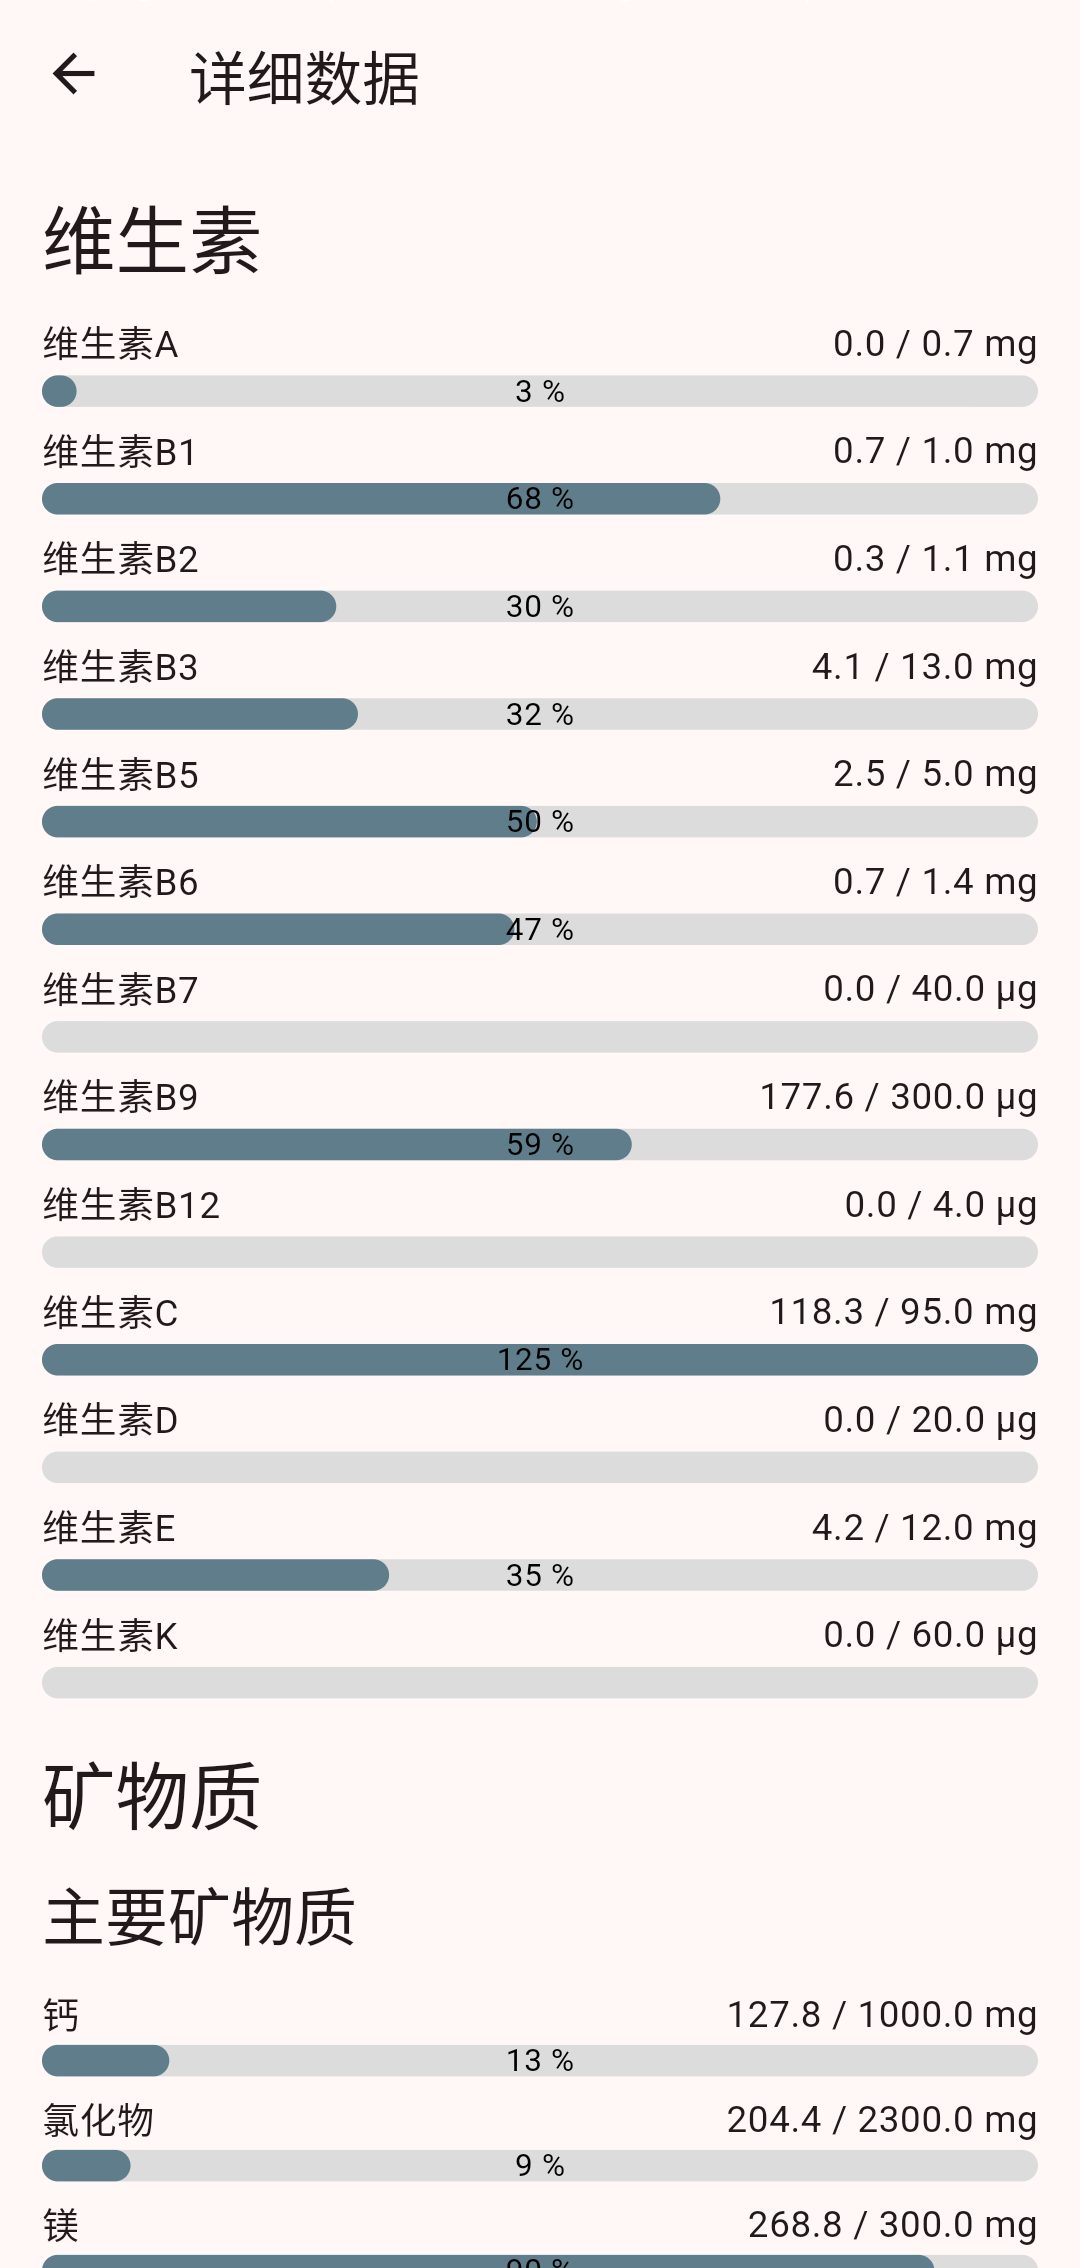 详细数据
维生素
维生素A 0.0 / 0.7 mg
3 %
维生素B1 0.7 / 1.0 mg
68 %
维生素B2 0.3 / 1.1 mg
30 %
维生素B3 4.1 / 13.0 mg
32 %
维生素B5 2.5 / 5.0 mg
50 %
维生素B6 0.7 / 1.4 mg
47 %
维生素B7 0.0 / 40.0 µg
维生素B9 177.6 / 300.0 µg
59 %
维生素B12 0.0 / 4.0 µg
维生素C 118.3 / 95.0 mg
125 %
维生素D 0.0 / 20.0 µg
维生素E 4.2 / 12.0 mg
35 %
维生素K 0.0 / 60.0 µg
矿物质
主要矿物质
钙 127.8 / 1000.0 mg
13 %
氯化物 204.4 / 2300.0 mg
9 %
镁 268.8 / 300.0 mg
90 %